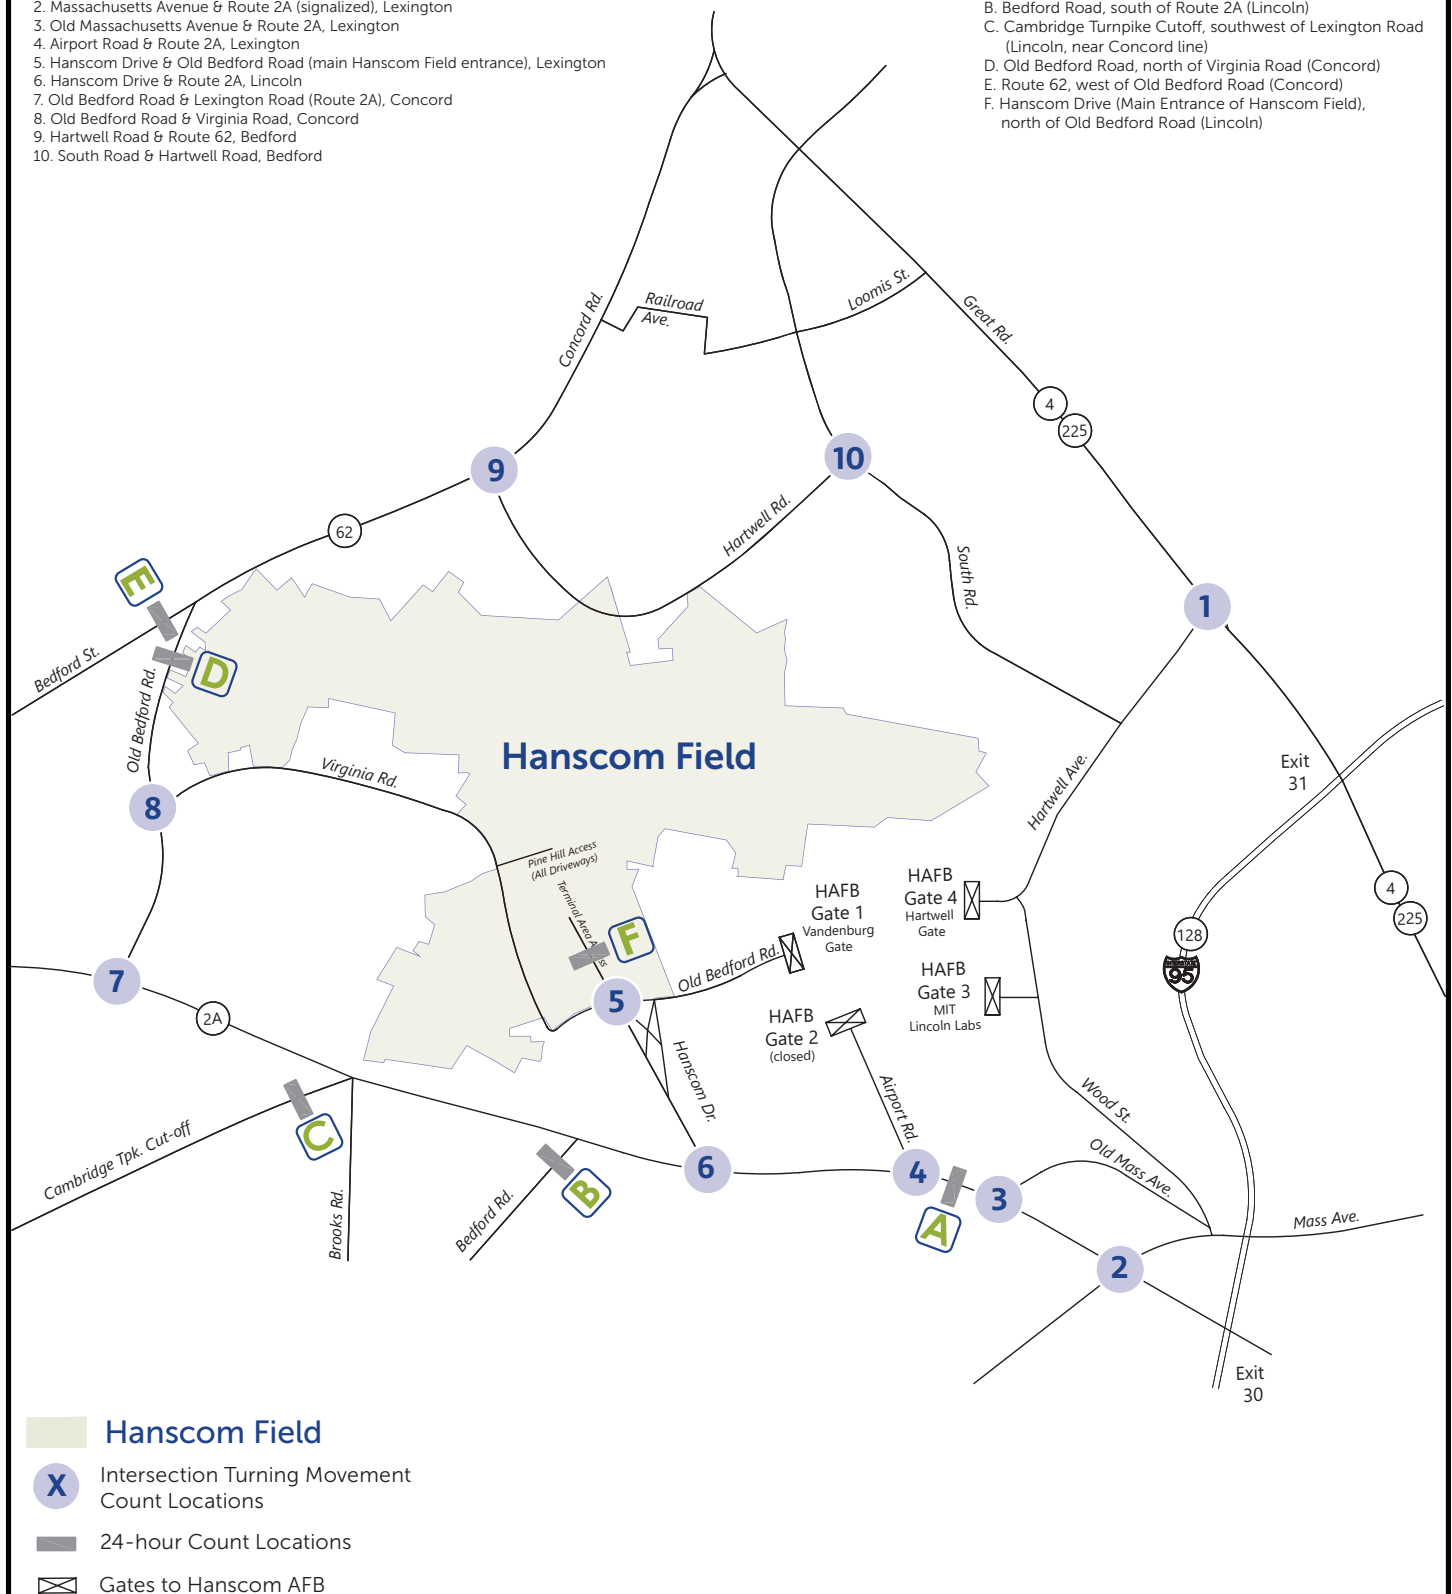 2. Massachusetts Avenue & Route 2A (signalized), Lexington
3. Old Massachusetts Avenue & Route 2A, Lexington
4. Airport Road & Route 2A, Lexington
5. Hanscom Drive & Old Bedford Road (main Hanscom Field entrance), Lexington
6. Hanscom Drive & Route 2A, Lincoln
7. Old Bedford Road & Lexington Road (Route 2A), Concord
8. Old Bedford Road & Virginia Road, Concord
9. Hartwell Road & Route 62, Bedford
10. South Road & Hartwell Road, Bedford
B. Bedford Road, south of Route 2A (Lincoln)
C. Cambridge Turnpike Cutoff, southwest of Lexington Road
(Lincoln, near Concord line)
D. Old Bedford Road, north of Virginia Road (Concord)
E. Route 62, west of Old Bedford Road (Concord)
F. Hanscom Drive (Main Entrance of Hanscom Field),
north of Old Bedford Road (Lincoln)
Loomis St.
Railroad
Ave.
Concord Rd.
Great Rd.
4
225
9
10
62
Hartwell Rd.
South Rd.
E
1
D
Bedford St.
Old Bedford Rd.
Hanscom Field
Virginia Rd.
Exit
31
8
Hartwell Ave.
Pine Hill Access
(All Driveways)
Terminal Area
F
HAFB
Gate 1
Vandenburg
Gate
HAFB
Gate 4
Hartwell
Gate
4
225
128
95
7
2A
5
Old Bedford Rd.
HAFB
Gate 3
MIT
Lincoln Labs
HAFB
Gate 2
(closed)
Hanscom Dr.
Airport Rd.
Wood St.
C
Cambridge Tpk. Cut-off
Brooks Rd.
Bedford Rd.
B
6
4
A
3
Old Mass Ave.
Mass Ave.
2
Exit
30
Hanscom Field
X
Intersection Turning Movement
Count Locations
24-hour Count Locations
Gates to Hanscom AFB